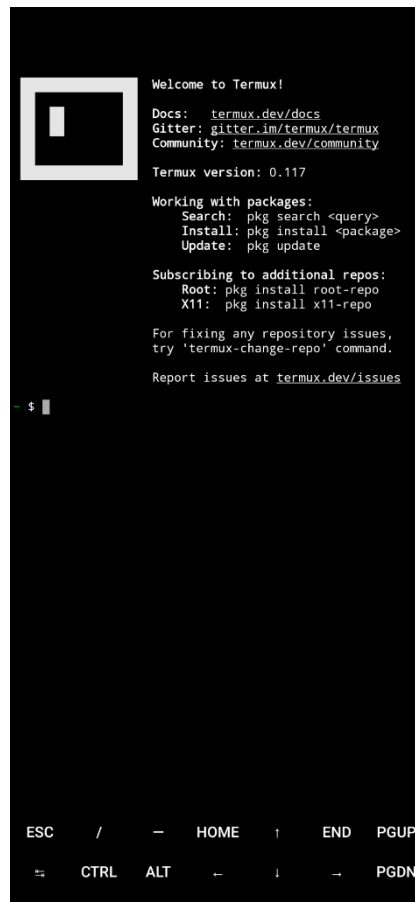 Welcome to Termux!
Docs: termux.dev/docs
Gitter: gitter.im/termux/termux
Community: termux.dev/community
Termux version: 0.117
Working with packages:
Search: pkg search <query>
Install: pkg install <package>
Update: pkg update
Subscribing to additional repos:
Root: pkg install root-repo
X11: pkg install x11-repo
For fixing any repository issues,
try 'termux-change-repo' command.
Report issues at termux.dev/issues
~ $
ESC / — HOME ↑ END PGUP
↹ CTRL ALT ← ↓ → PGDN